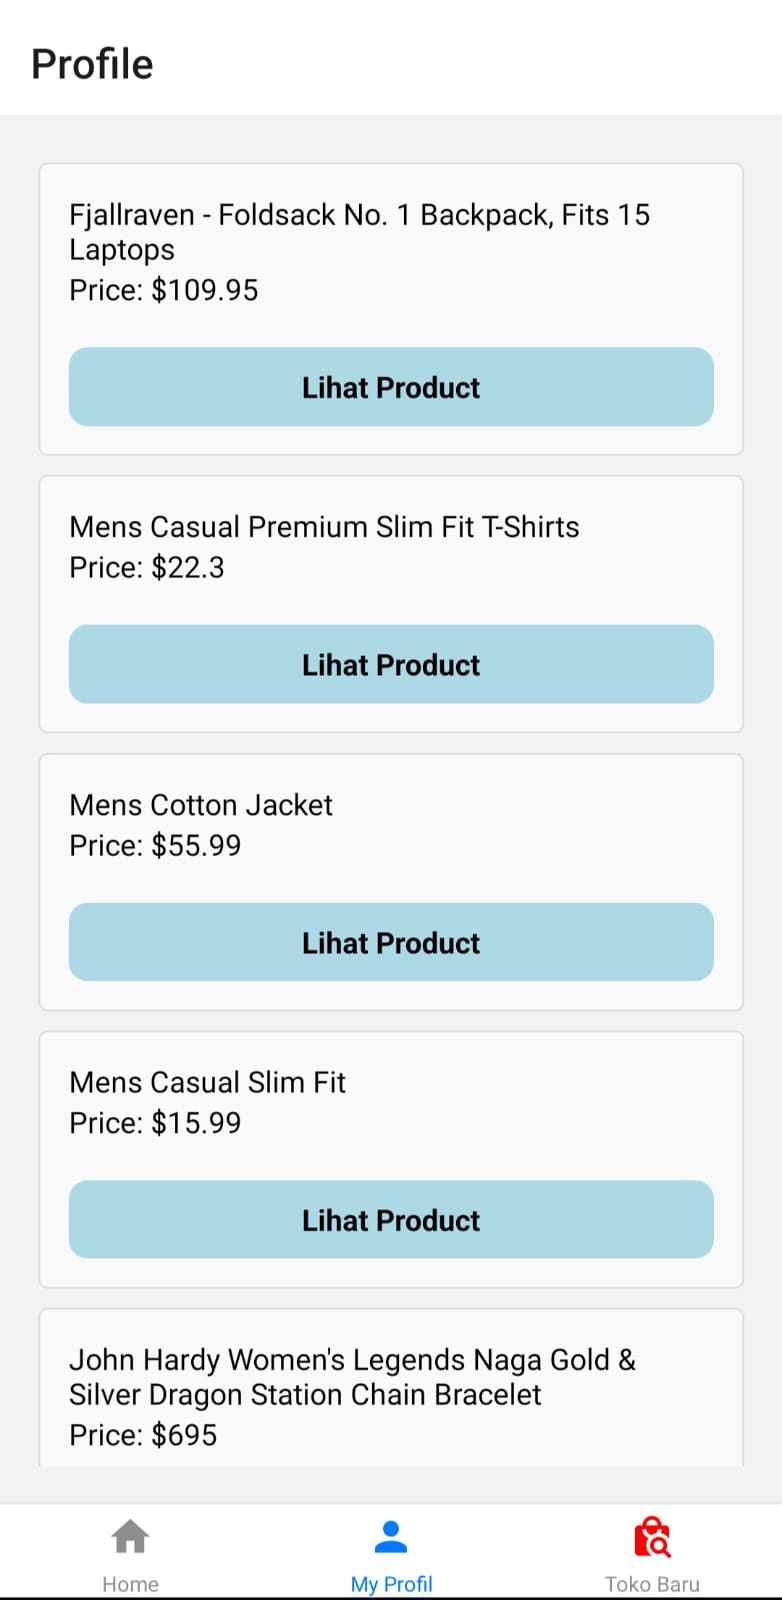 Profile
Fjallraven - Foldsack No. 1 Backpack, Fits 15
Laptops
Price: $109.95
Lihat Product
Mens Casual Premium Slim Fit T-Shirts
Price: $22.3
Lihat Product
Mens Cotton Jacket
Price: $55.99
Lihat Product
Mens Casual Slim Fit
Price: $15.99
Lihat Product
John Hardy Women's Legends Naga Gold &
Silver Dragon Station Chain Bracelet
Price: $695
Home
My Profil
Toko Baru